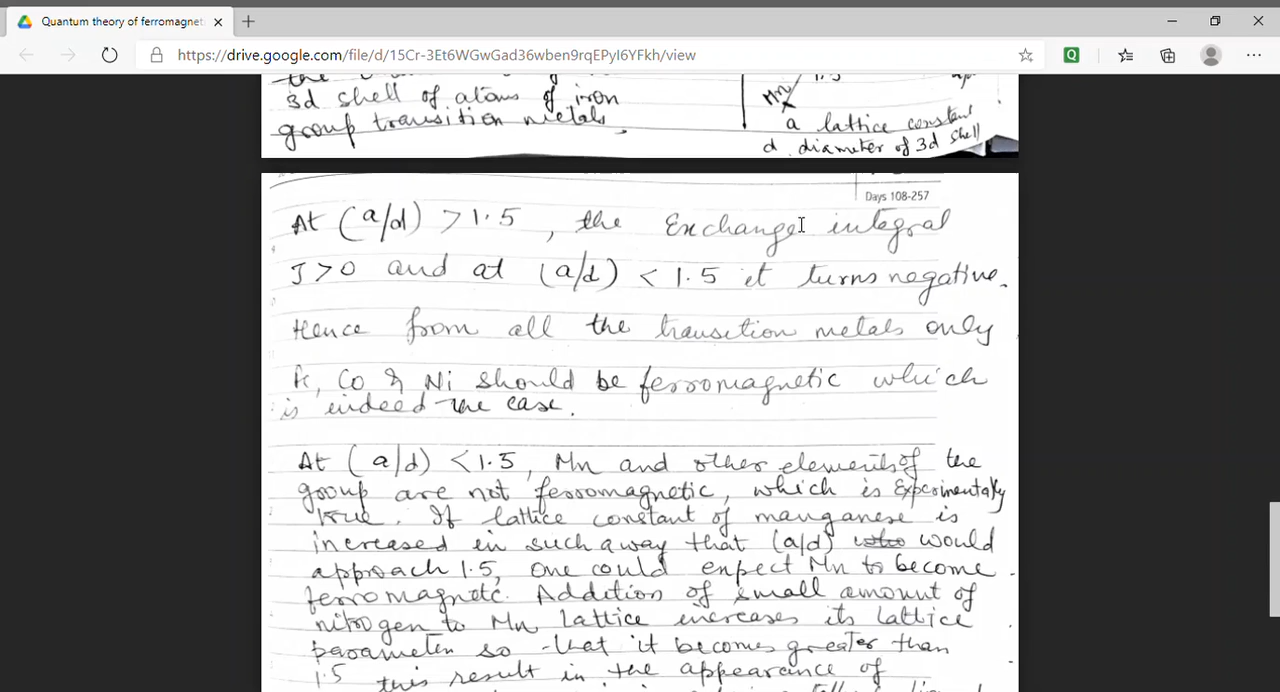 Quantum theory of ferromagnet
https://drive.google.com/file/d/15Cr-3Et6WGwGad36wben9rqEPyI6YFkh/view
3d shell of atoms of iron
group transition metals
Mn
a lattice constant
d diameter of 3d shell
Days 108-257
At (a/d) > 1.5, the Exchange integral
J>0 and at (a/d) < 1.5 it turns negative.
Hence from all the transition metals only
Co & Ni should be ferromagnetic which
is indeed the case.
At (a/d) < 1.5, Mn and other elements of the
group are not ferromagnetic, which is Experimentally
true. If lattice constant of manganese is
increased in such a way that (a/d) would
approach 1.5, one could expect Mn to become
ferromagnetc. Addition of small amount of
nitrogen to Mn lattice increases its lattice
parameter so that it becomes greater than
1.5 this result in the appearance of